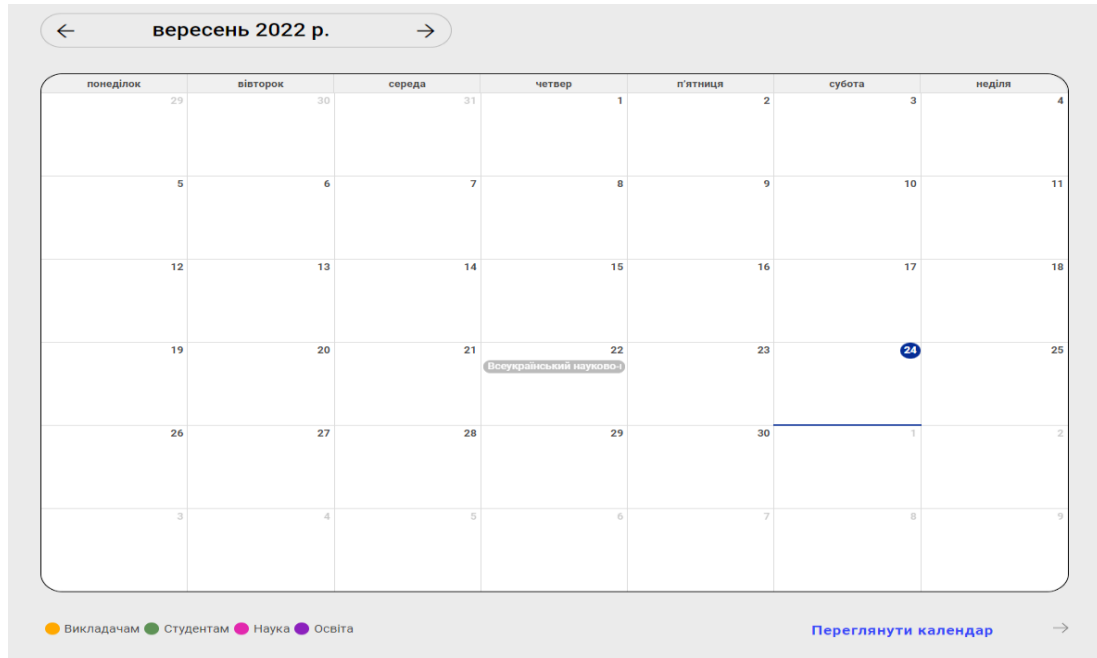 вересень 2022 р.
понеділок вівторок середа четвер п'ятниця субота неділя
29 30 31 1 2 3 4
5 6 7 8 9 10 11
12 13 14 15 16 17 18
19 20 21 22 23 24 25
Всеукраїнський науково-
26 27 28 29 30 1 2
3 4 5 6 7 8 9
Викладачам Студентам Наука Освіта Переглянути календар